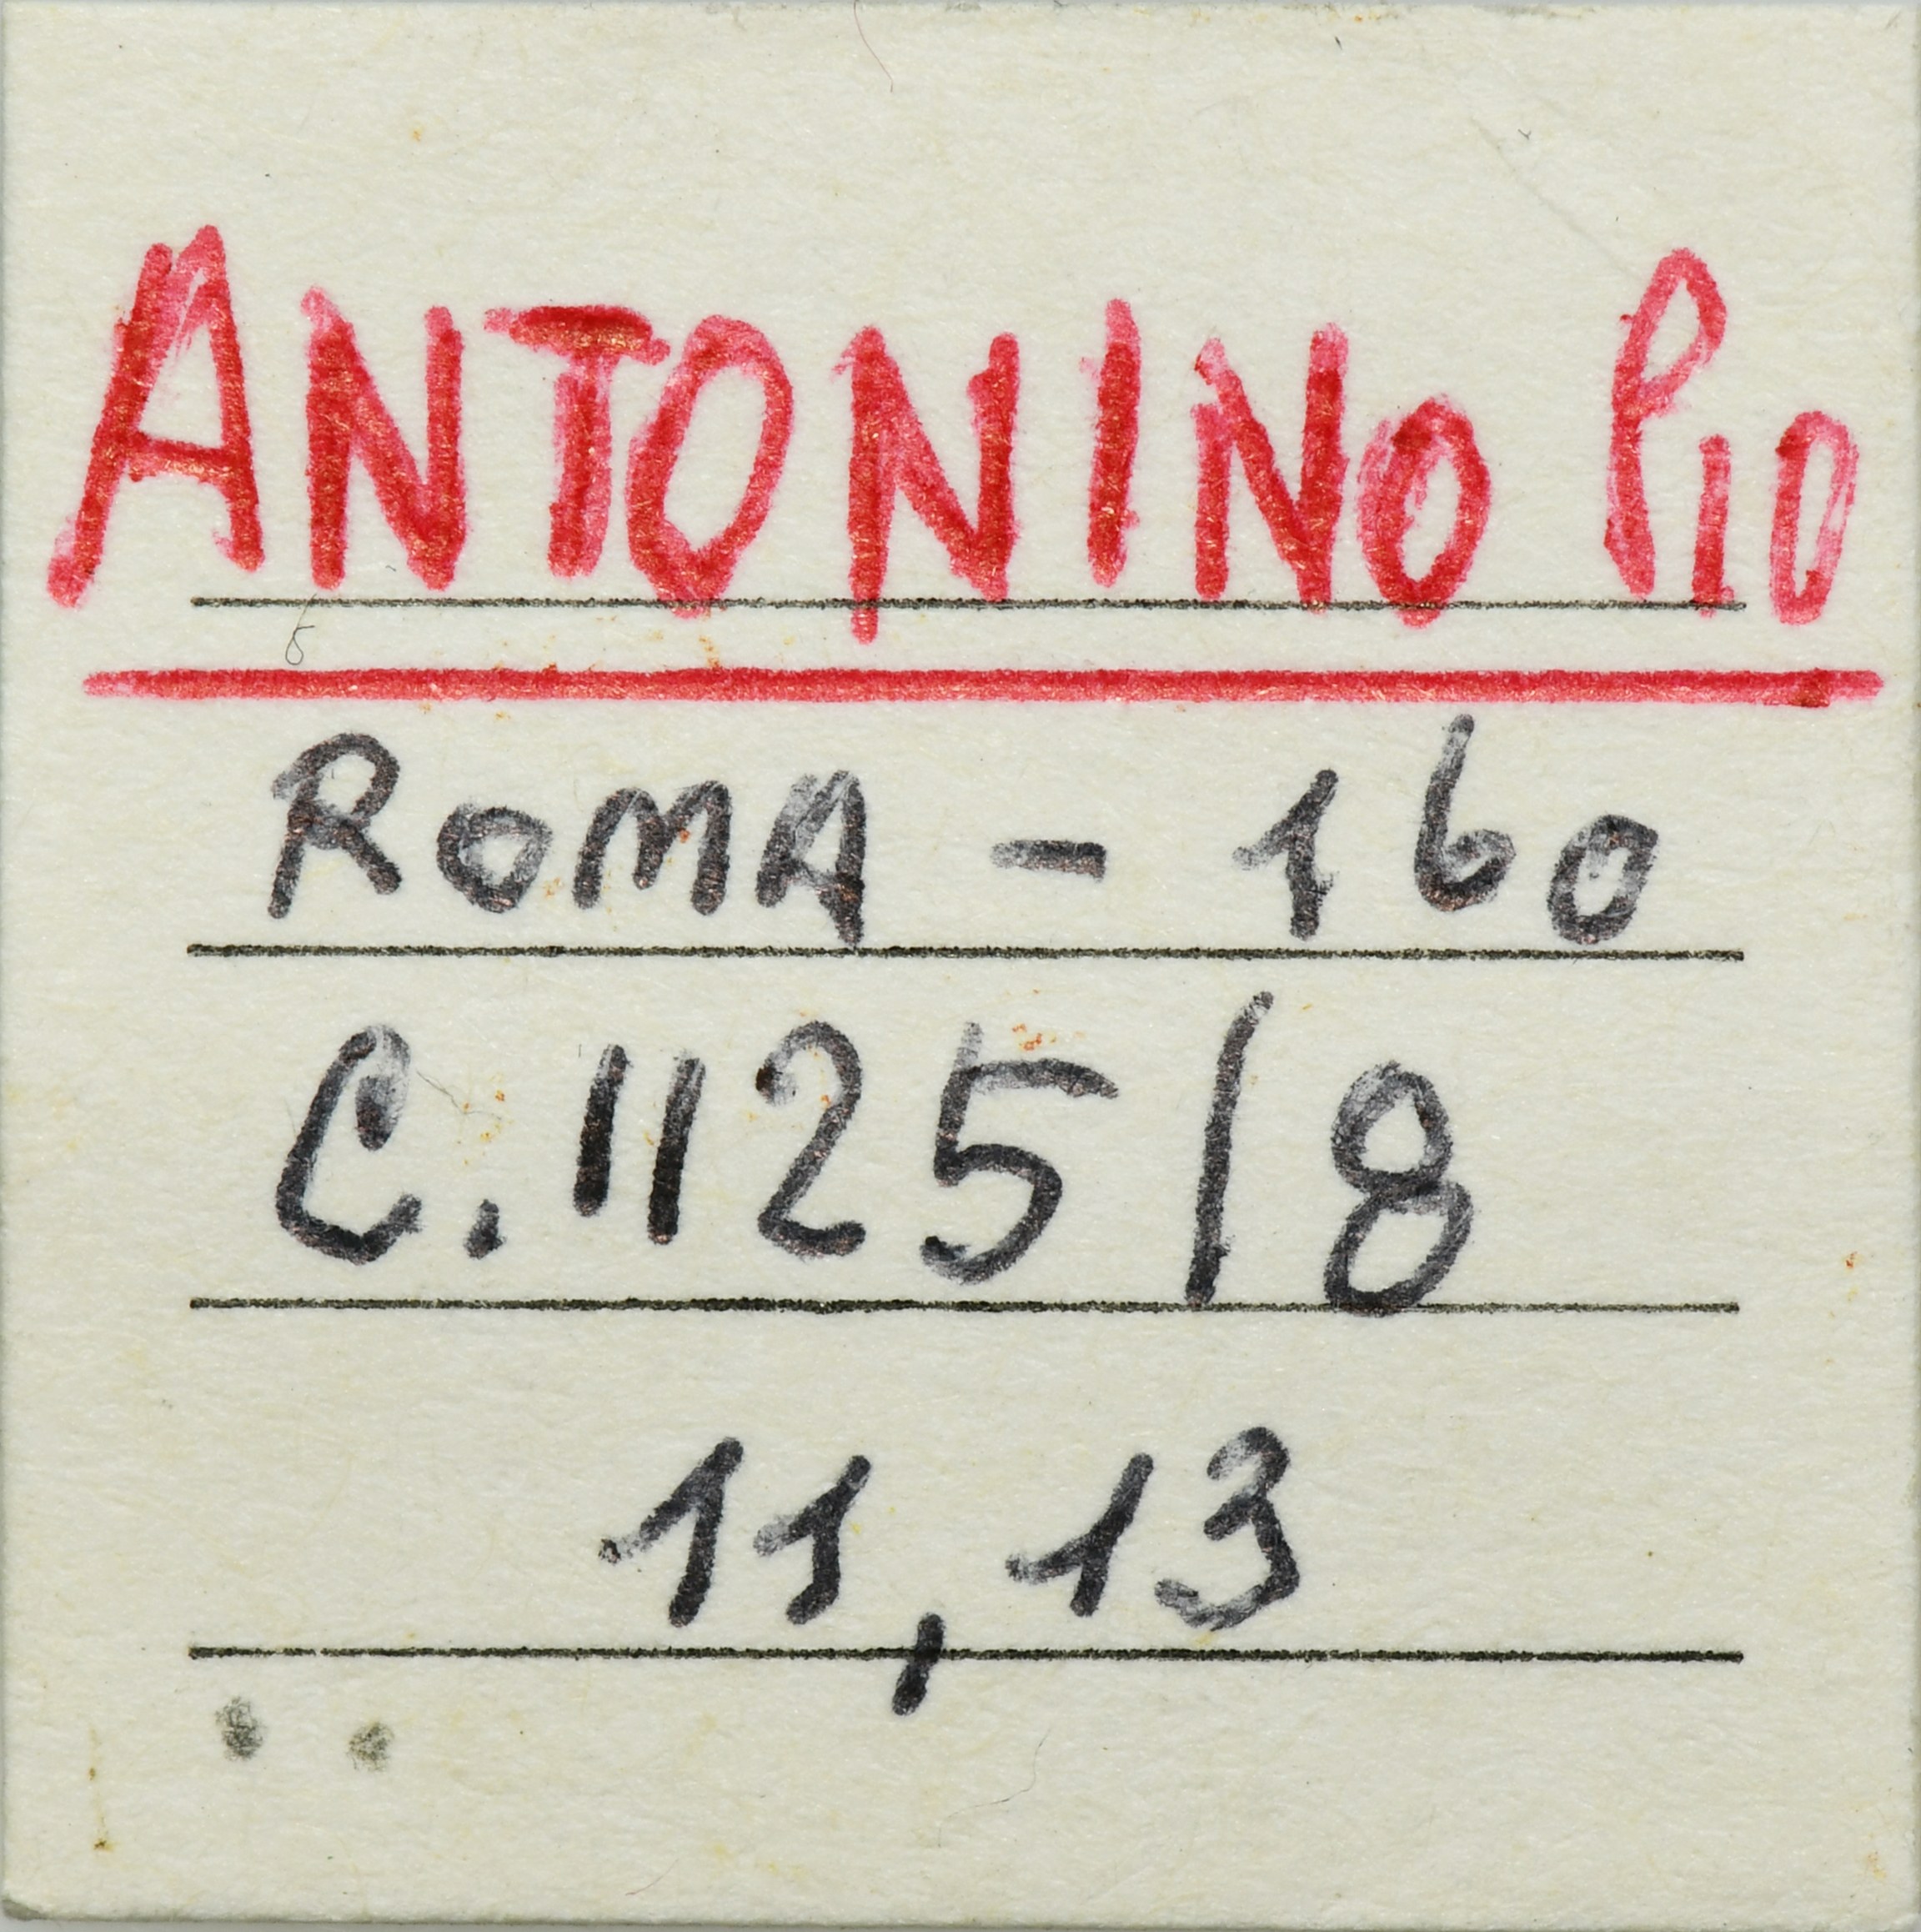 ANTONINO PIO
ROMA - 160
C. 1125/8
11,13